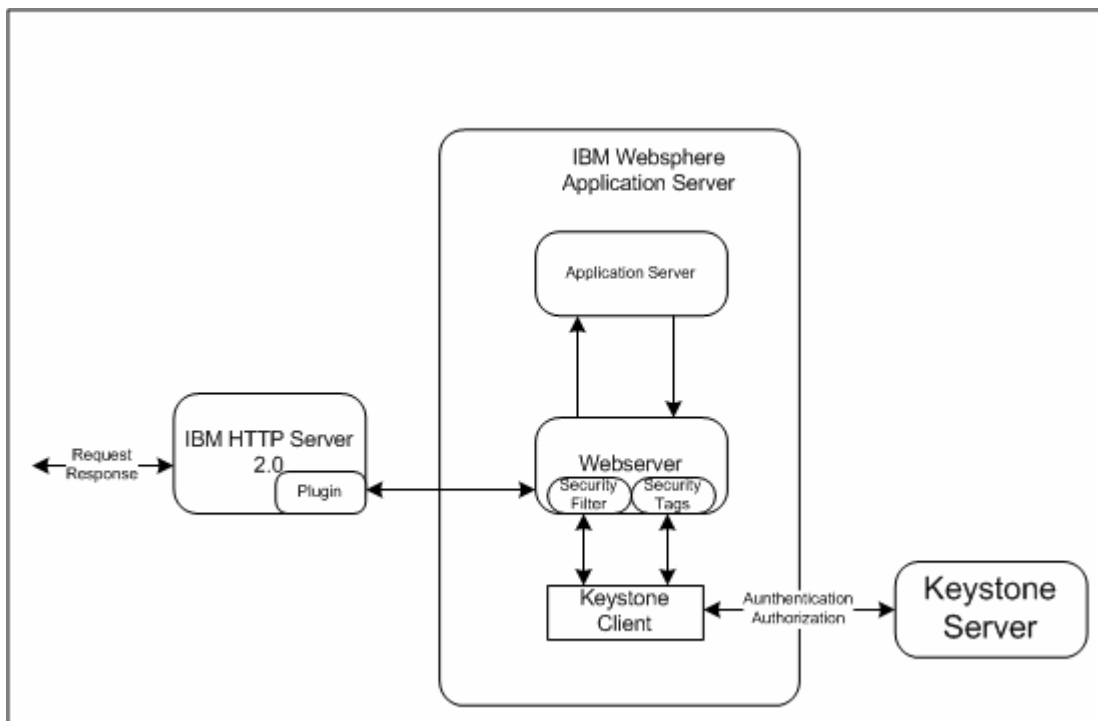 IBM Websphere
Application Server
Application Server
IBM HTTP Server
2.0
Plugin
Request
Response
Webserver
Security
Filter
Security
Tags
Keystone
Client
Aunthentication
Authorization
Keystone
Server